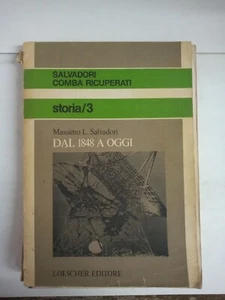 SALVADORI
COMBA RICUPERATI
storia/3
Massimo L. Salvadori
DAL 1848 A OGGI
LOESCHER EDITORE